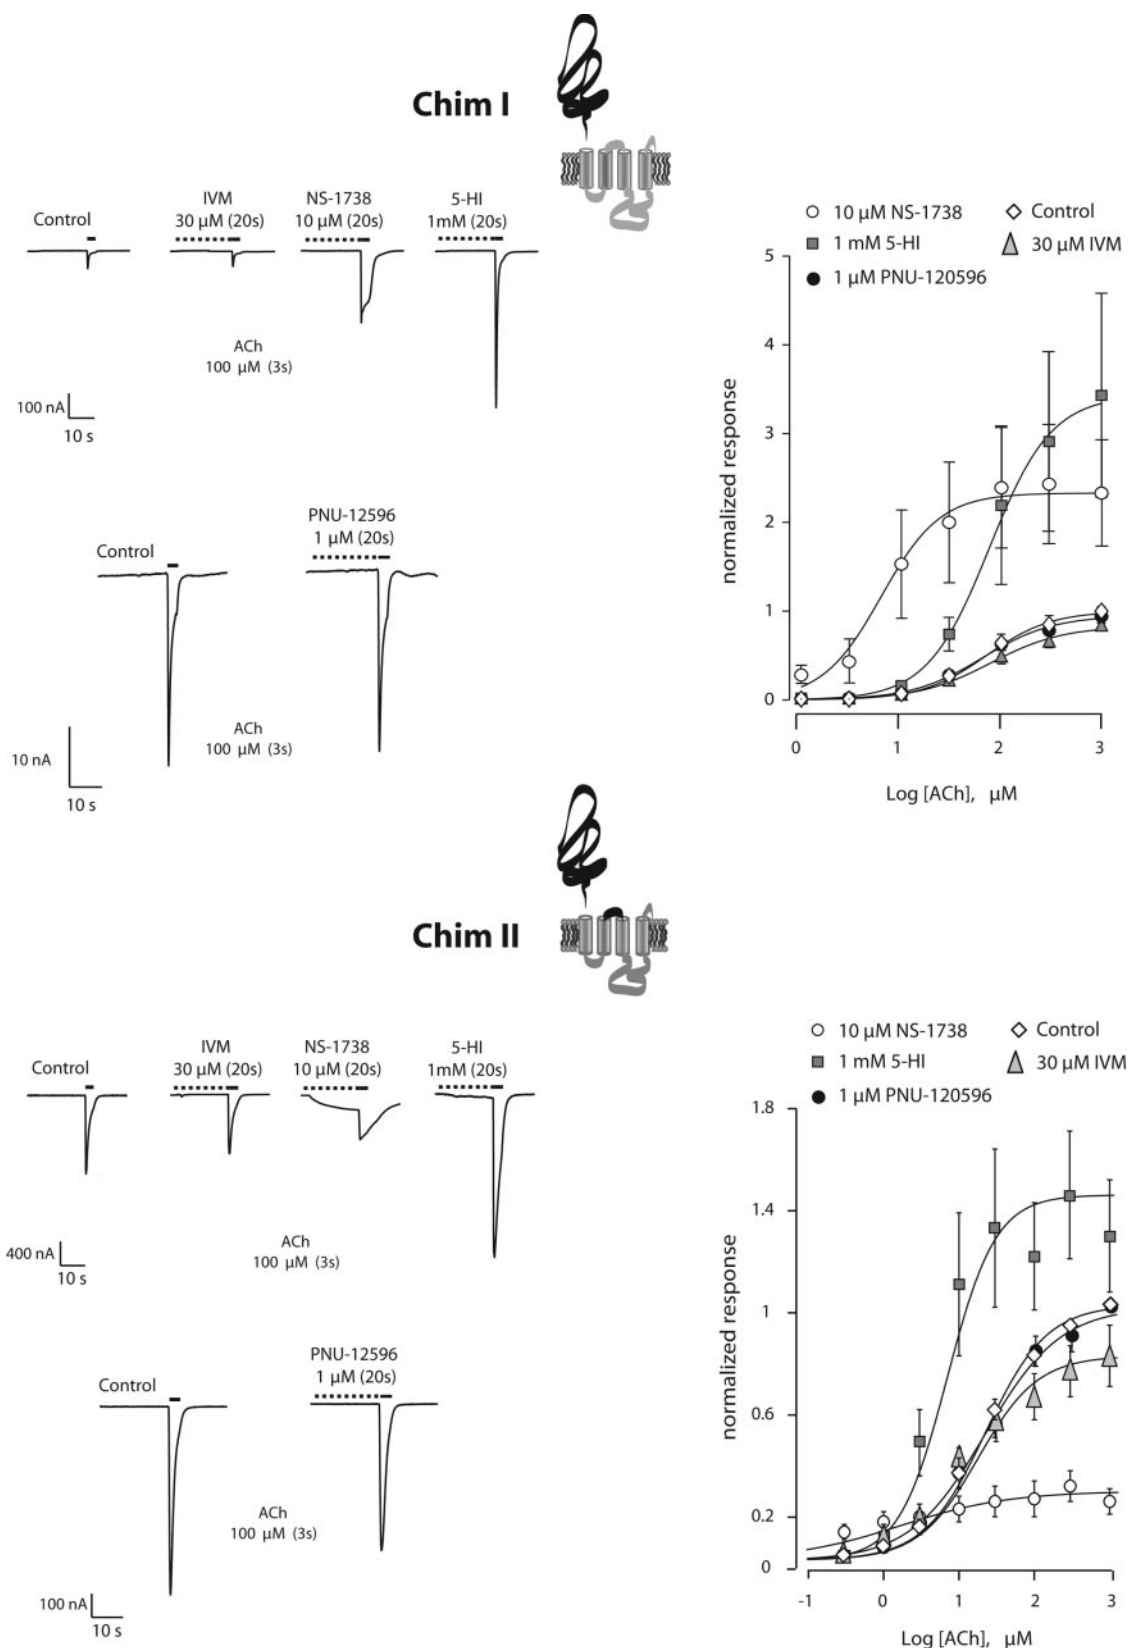 Chim I
Control
IVM
30 µM (20s)
NS-1738
10 µM (20s)
5-HI
1mM (20s)
ACh
100 µM (3s)
100 nA
10 s
Control
PNU-12596
1 µM (20s)
ACh
100 µM (3s)
10 nA
10 s
10 µM NS-1738
Control
1 mM 5-HI
30 µM IVM
1 µM PNU-120596
normalized response
5
4
3
2
1
0
0
1
2
3
Log [ACh], µM
Chim II
Control
IVM
30 µM (20s)
NS-1738
10 µM (20s)
5-HI
1mM (20s)
ACh
100 µM (3s)
400 nA
10 s
Control
PNU-12596
1 µM (20s)
ACh
100 µM (3s)
100 nA
10 s
10 µM NS-1738
Control
1 mM 5-HI
30 µM IVM
1 µM PNU-120596
normalized response
1.8
1.4
1
0.6
0.2
0
-1
0
1
2
3
Log [ACh], µM